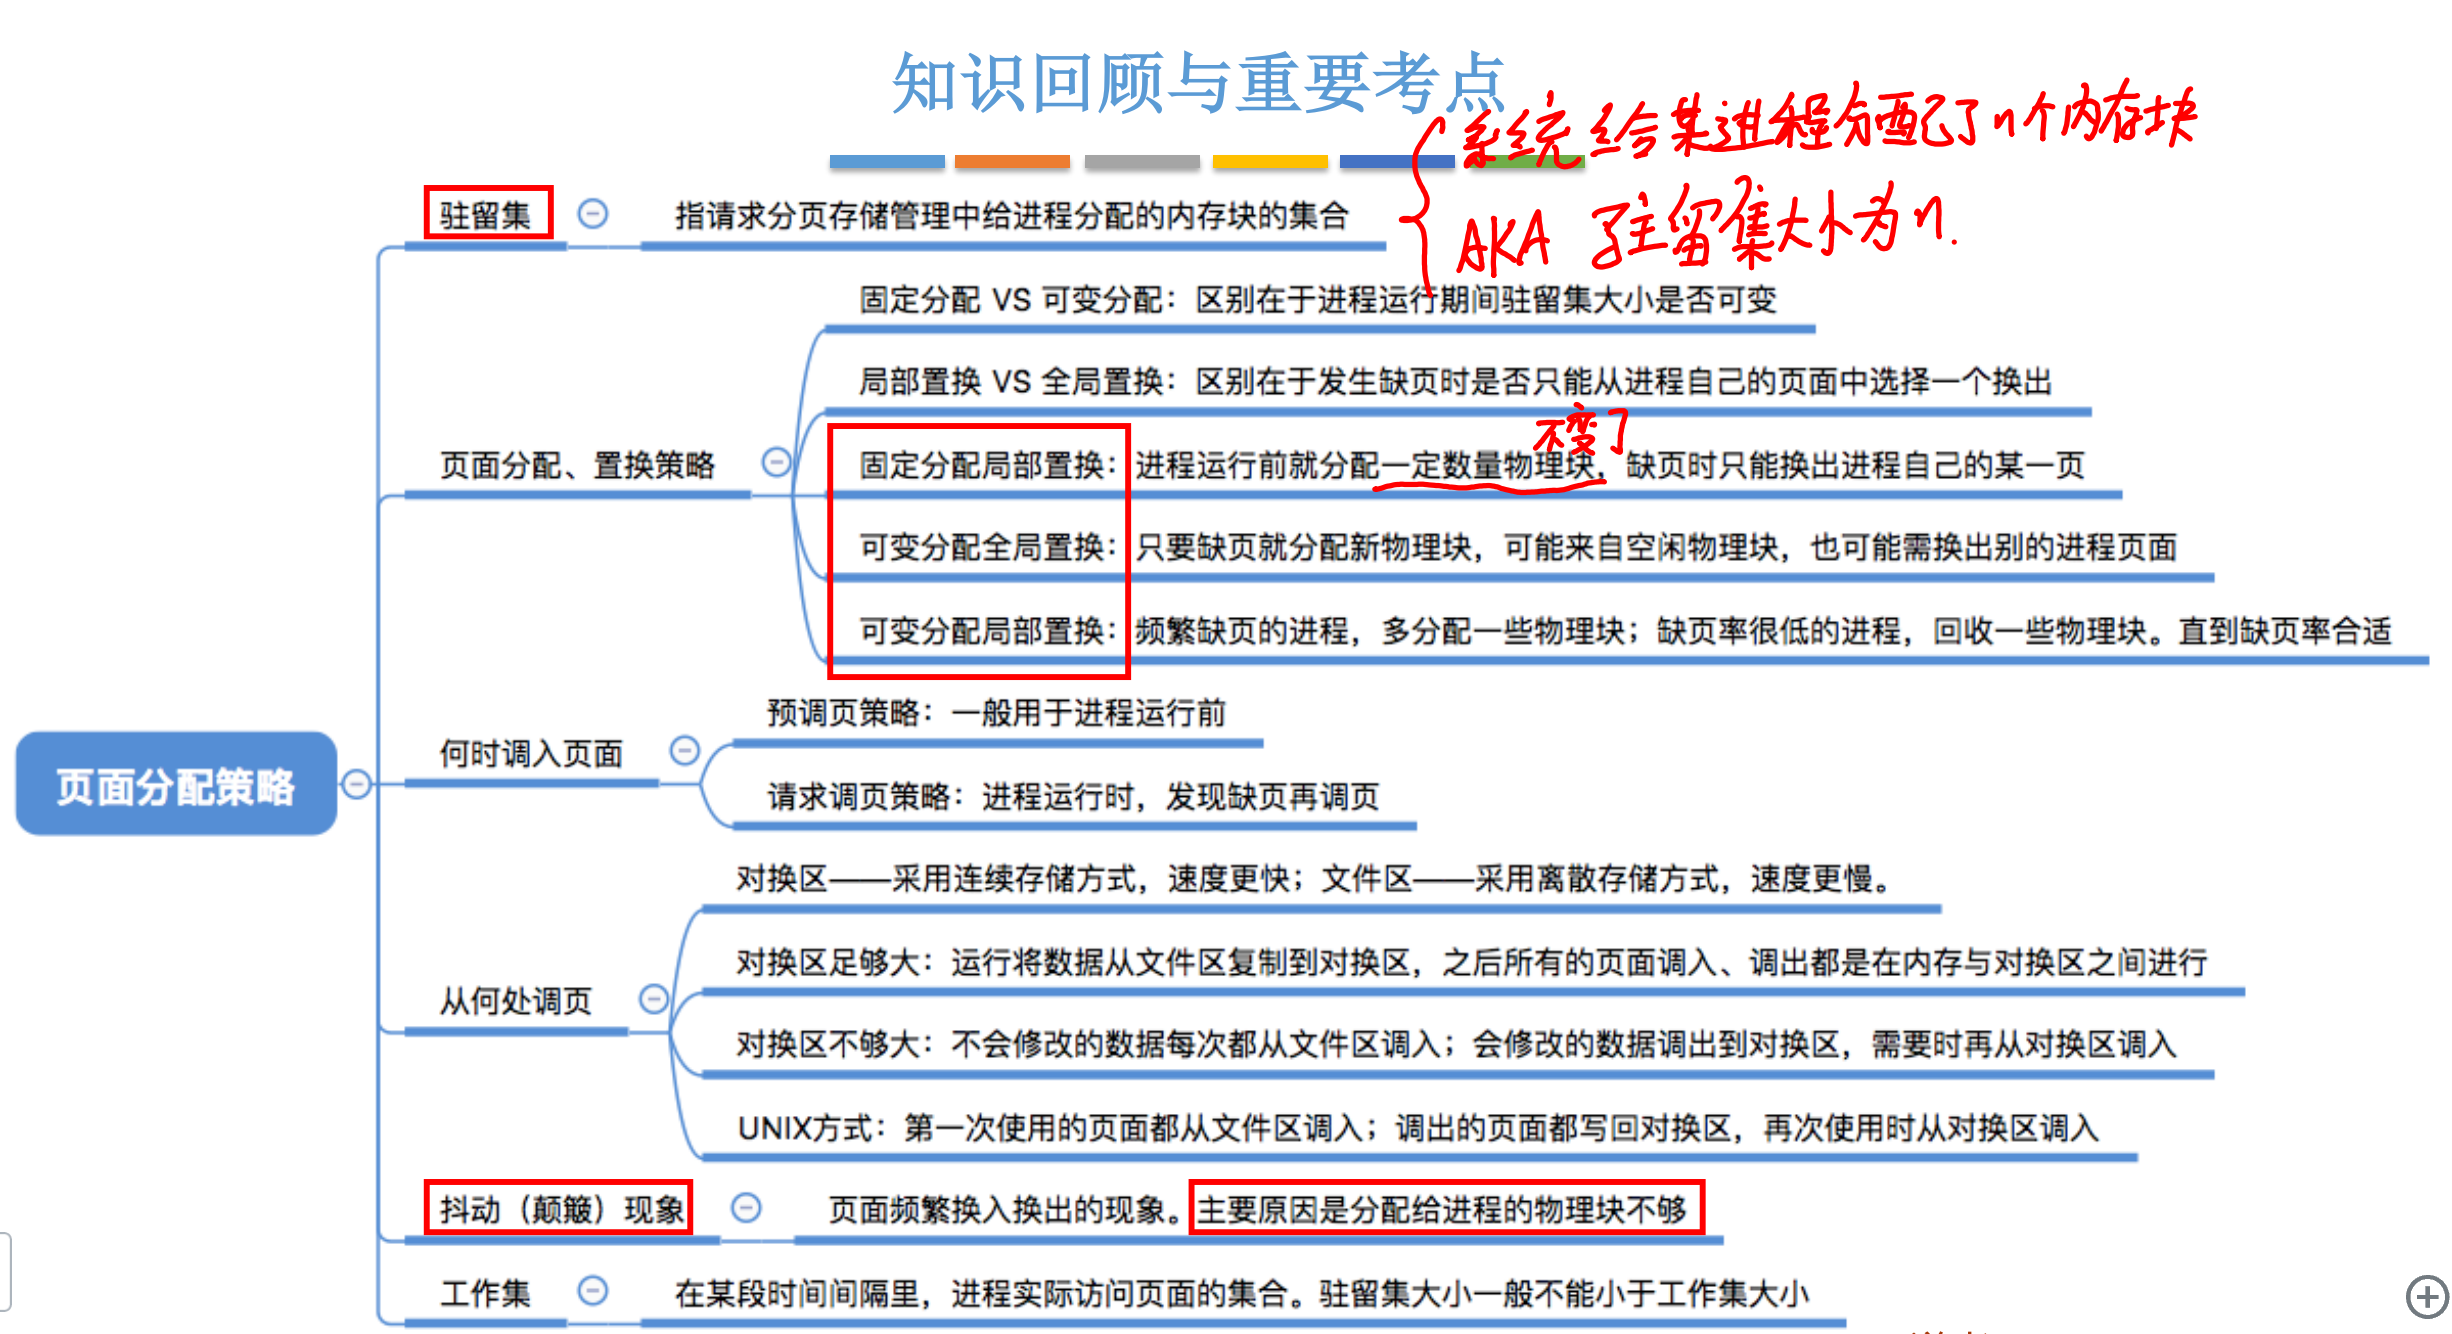 知识回顾与重要考点
系统给某进程分配了n个内存块
AKA 驻留集大小为n.
驻留集
指请求分页存储管理中给进程分配的内存块的集合
固定分配 VS 可变分配：区别在于进程运行期间驻留集大小是否可变
局部置换 VS 全局置换：区别在于发生缺页时是否只能从进程自己的页面中选择一个换出
不变了
页面分配、置换策略
固定分配局部置换：进程运行前就分配一定数量物理块，缺页时只能换出进程自己的某一页
可变分配全局置换：只要缺页就分配新物理块，可能来自空闲物理块，也可能需换出别的进程页面
可变分配局部置换：频繁缺页的进程，多分配一些物理块；缺页率很低的进程，回收一些物理块。直到缺页率合适
预调页策略：一般用于进程运行前
何时调入页面
页面分配策略
请求调页策略：进程运行时，发现缺页再调页
对换区——采用连续存储方式，速度更快；文件区——采用离散存储方式，速度更慢。
对换区足够大：运行将数据从文件区复制到对换区，之后所有的页面调入、调出都是在内存与对换区之间进行
从何处调页
对换区不够大：不会修改的数据每次都从文件区调入；会修改的数据调出到对换区，需要时再从对换区调入
UNIX方式：第一次使用的页面都从文件区调入；调出的页面都写回对换区，再次使用时从对换区调入
抖动（颠簸）现象
页面频繁换入换出的现象。主要原因是分配给进程的物理块不够
工作集
在某段时间间隔里，进程实际访问页面的集合。驻留集大小一般不能小于工作集大小